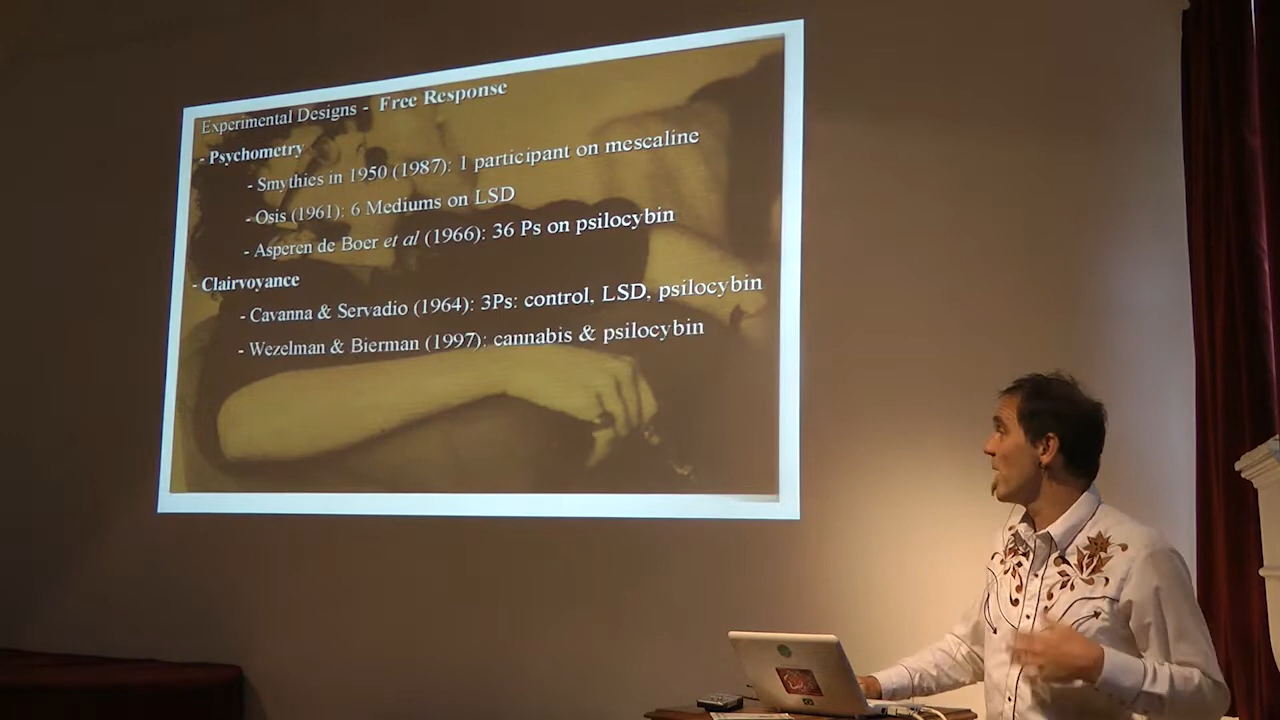 Experimental Designs - Free Response
- Psychometry
- Smythies in 1950 (1987): 1 participant on mescaline
- Osis (1961): 6 Mediums on LSD
- Asperen de Boer et al (1966): 36 Ps on psilocybin
- Clairvoyance
- Cavanna & Servadio (1964): 3Ps: control, LSD, psilocybin
- Wezelman & Bierman (1997): cannabis & psilocybin